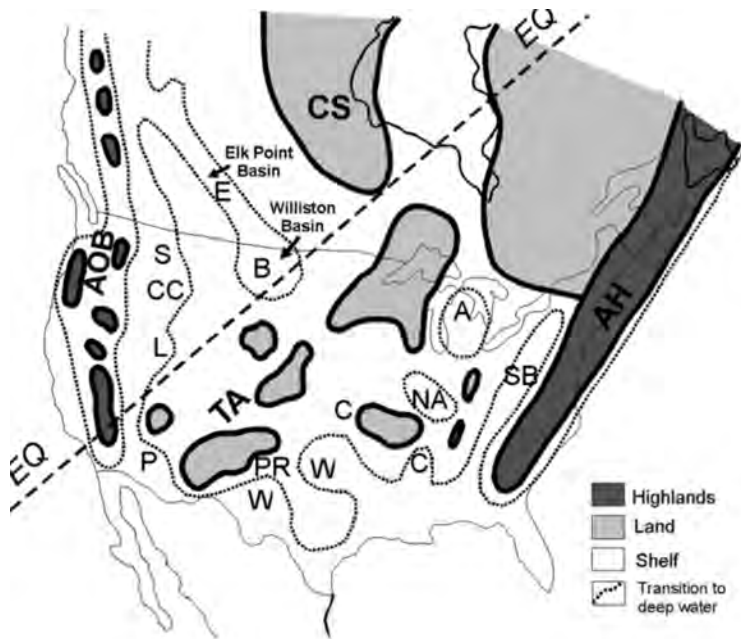 EQ
CS
Elk Point
Basin
E
Williston
Basin
S
B
AOB
CC
A
AH
L
SB
TA
NA
C
P
PR
W
C
W
EQ
Highlands
Land
Shelf
Transition to
deep water